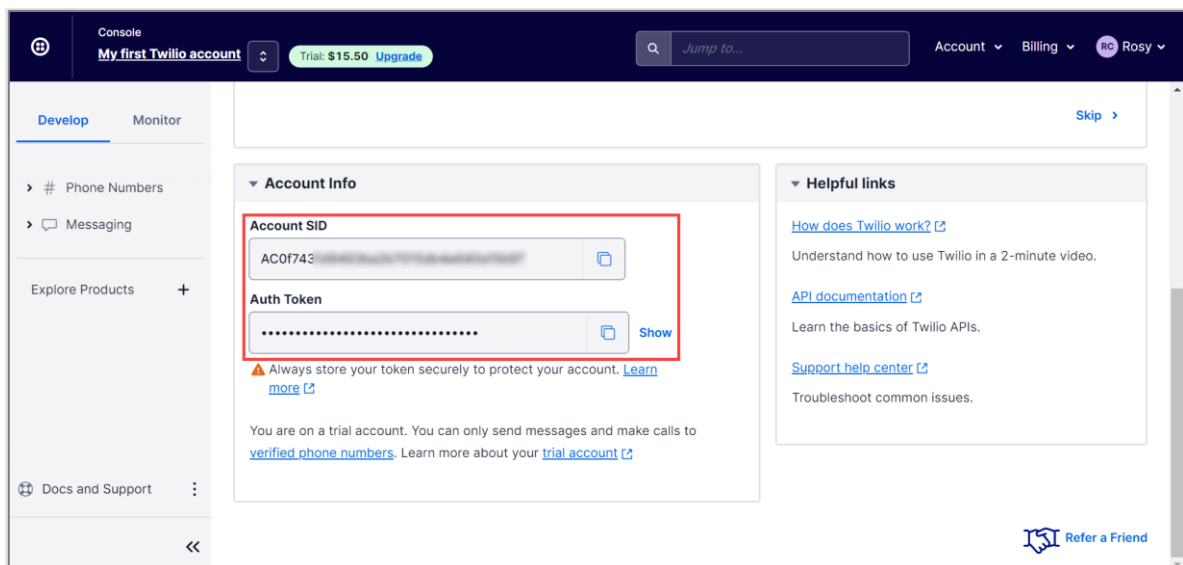 Console
My first Twilio account
Trial: $15.50 Upgrade
Jump to...
Account
Billing
RC Rosy
Develop
Monitor
Skip
# Phone Numbers
Messaging
Explore Products +
Docs and Support
Account Info
Account SID
AC0f743
Auth Token
••••••••••••••••••••••••••••••••
Show
Always store your token securely to protect your account. Learn
more
You are on a trial account. You can only send messages and make calls to
verified phone numbers. Learn more about your trial account
Helpful links
How does Twilio work?
Understand how to use Twilio in a 2-minute video.
API documentation
Learn the basics of Twilio APIs.
Support help center
Troubleshoot common issues.
Refer a Friend